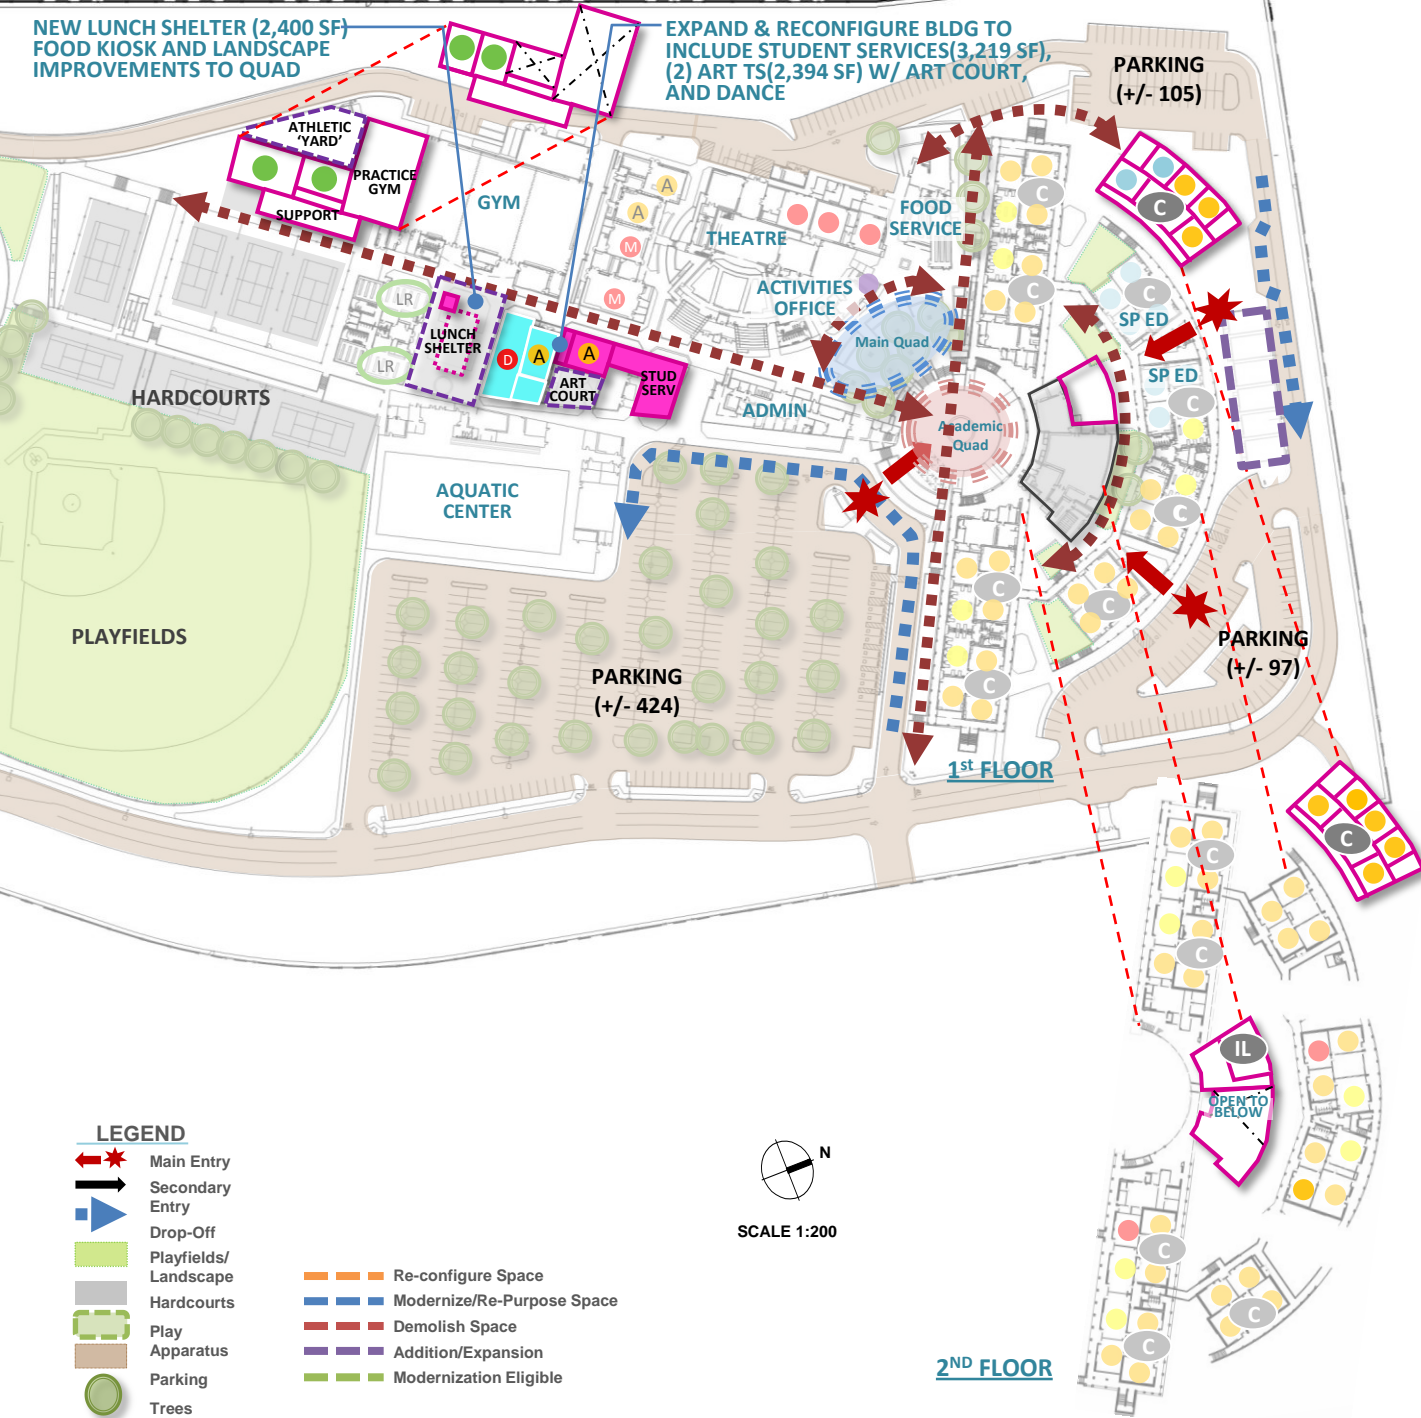 NEW LUNCH SHELTER (2,400 SF)
FOOD KIOSK AND LANDSCAPE
IMPROVEMENTS TO QUAD
EXPAND & RECONFIGURE BLDG TO
INCLUDE STUDENT SERVICES(3,219 SF),
(2) ART TS(2,394 SF) W/ ART COURT,
AND DANCE
PARKING
(+/- 105)
ATHLETIC
'YARD'
PRACTICE
GYM
SUPPORT
GYM
A
A
M
M
THEATRE
FOOD
SERVICE
C
C
C
C
SP ED
SP ED
C
C
ACTIVITIES
OFFICE
Main Quad
LR
LR
LUNCH
SHELTER
D
A
A
ART
COURT
STUD
SERV
ADMIN
Academic
Quad
HARDCOURTS
AQUATIC
CENTER
PLAYFIELDS
C
C
C
PARKING
(+/- 424)
PARKING
(+/- 97)
1st FLOOR
C
C
C
IL
OPEN TO
BELOW
C
C
C
2ND FLOOR
LEGEND
Main Entry
Secondary
Entry
Drop-Off
Playfields/
Landscape
Hardcourts
Play
Apparatus
Parking
Trees
Re-configure Space
Modernize/Re-Purpose Space
Demolish Space
Addition/Expansion
Modernization Eligible
N
SCALE 1:200